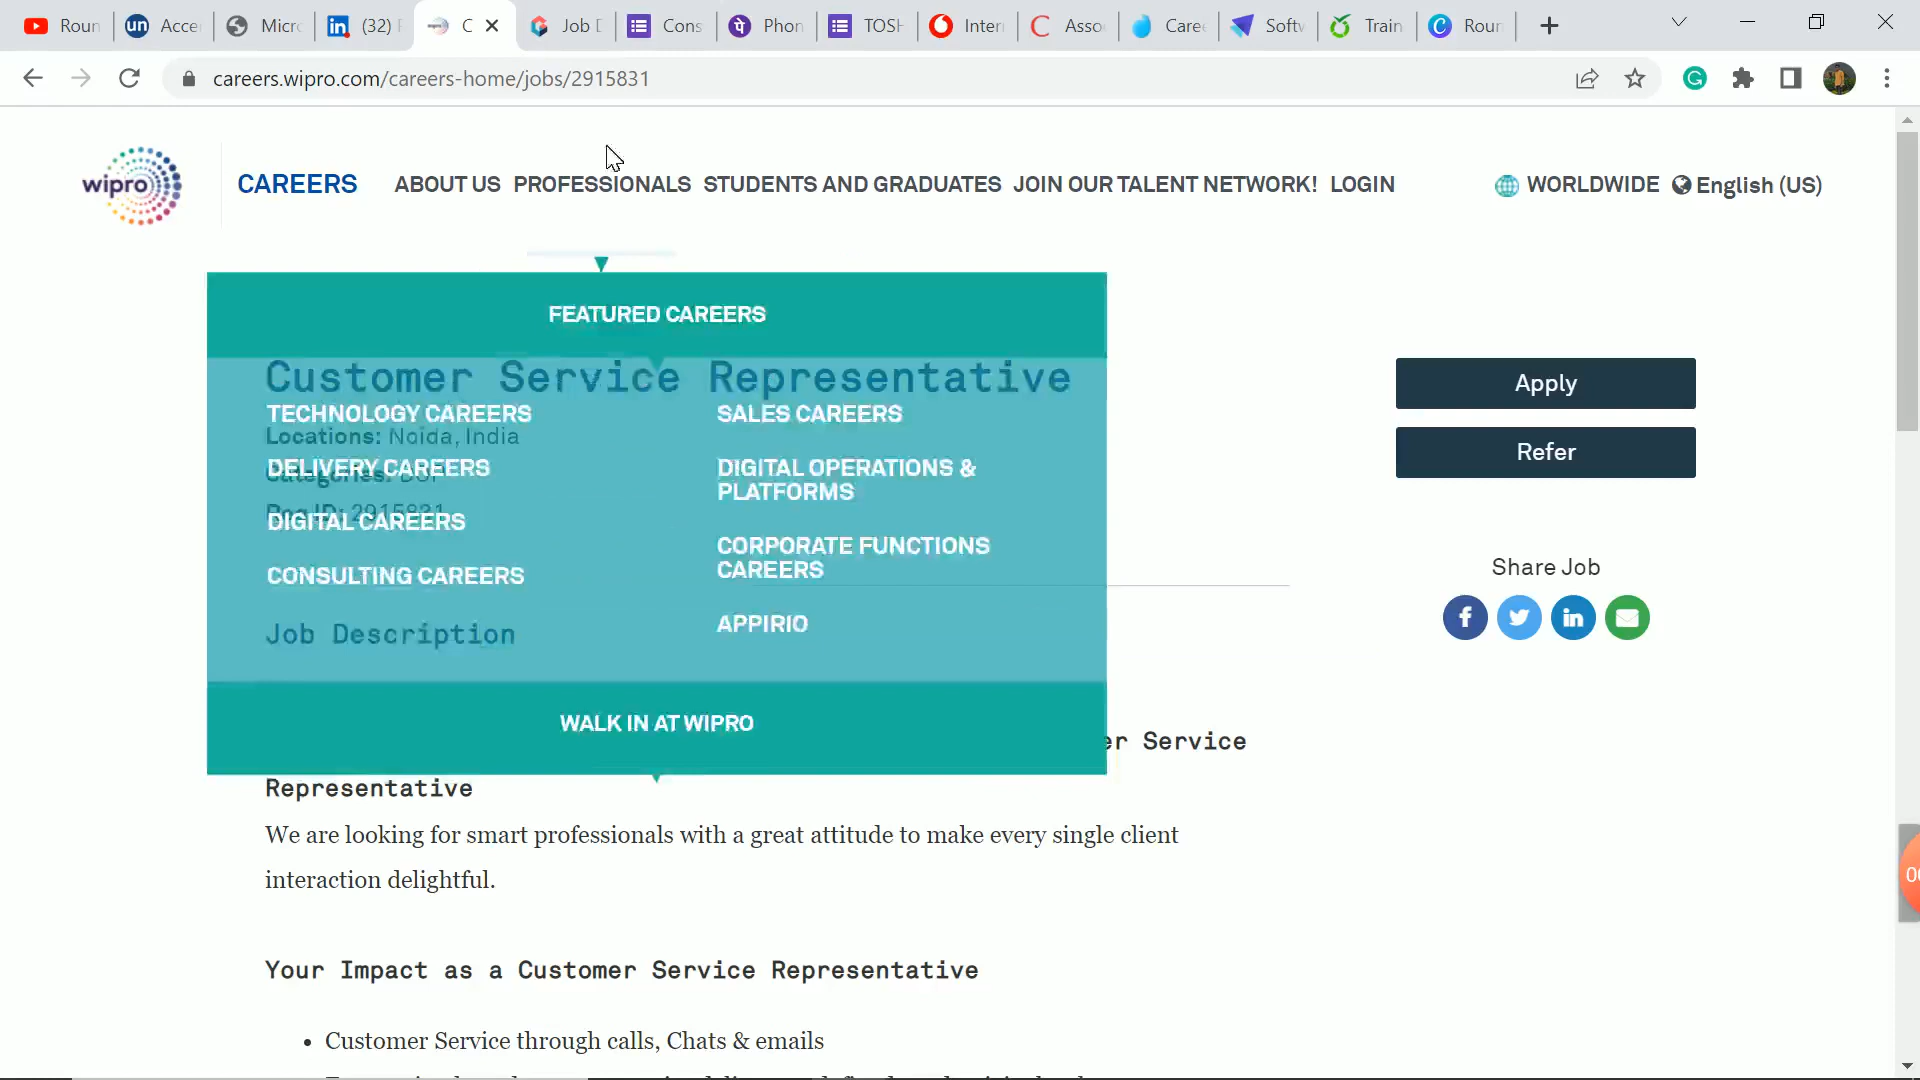 Roun
Acce
Micr
(32)
C
Job D
Cons
Phon
TOSH
Inter
Asso
Caree
Softw
Train
Roun
careers.wipro.com/careers-home/jobs/2915831
wipro
CAREERS
ABOUT US PROFESSIONALS STUDENTS AND GRADUATES JOIN OUR TALENT NETWORK! LOGIN
WORLDWIDE English (US)
FEATURED CAREERS
Customer Service Representative
Apply
TECHNOLOGY CAREERS
SALES CAREERS
Locations: Noida, India
Refer
DELIVERY CAREERS
DIGITAL OPERATIONS &
PLATFORMS
Categories:
Req ID: 2915831
DIGITAL CAREERS
CORPORATE FUNCTIONS
CAREERS
CONSULTING CAREERS
Share Job
APPIRIO
Job Description
WALK IN AT WIPRO
er Service
Representative
We are looking for smart professionals with a great attitude to make every single client
interaction delightful.
Your Impact as a Customer Service Representative
• Customer Service through calls, Chats & emails